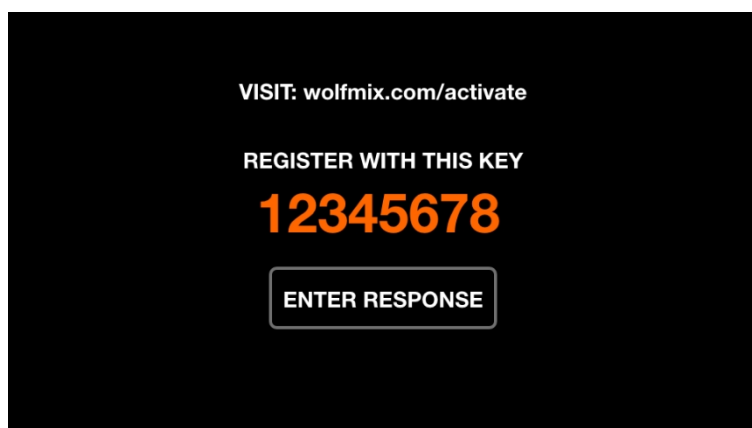 VISIT: wolfmix.com/activate
REGISTER WITH THIS KEY
12345678
ENTER RESPONSE